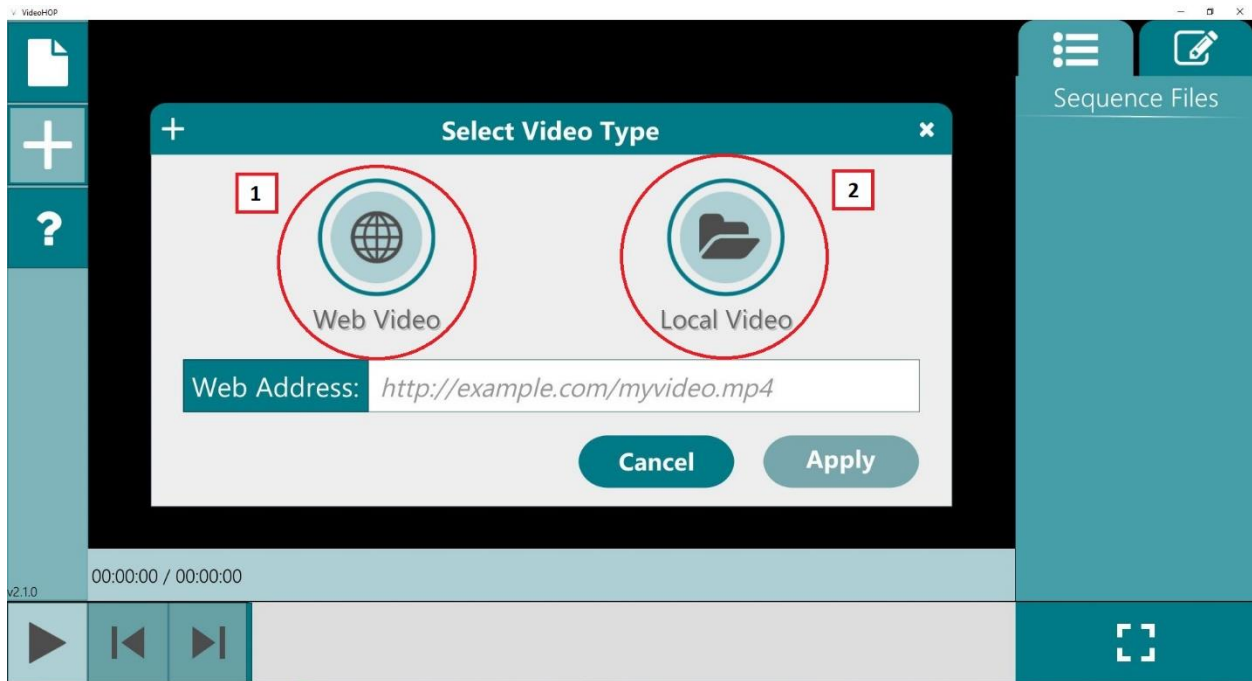 VideoHOP
Sequence Files
+ Select Video Type ×
1
2
Web Video
Local Video
Web Address: http://example.com/myvideo.mp4
Cancel Apply
v2.1.0
00:00:00 / 00:00:00
?